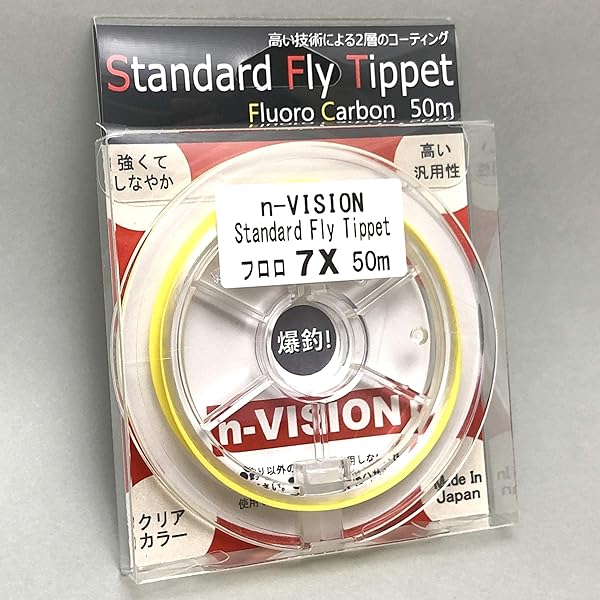 高い技術による2層のコーティング
Standard Fly Tippet
Fluoro Carbon 50m
強くて
しなやか
高い
汎用性
n-VISION
Standard Fly Tippet
フロロ 7X 50m
爆釣!
n-VISION
クリア
カラー
Made In
Japan